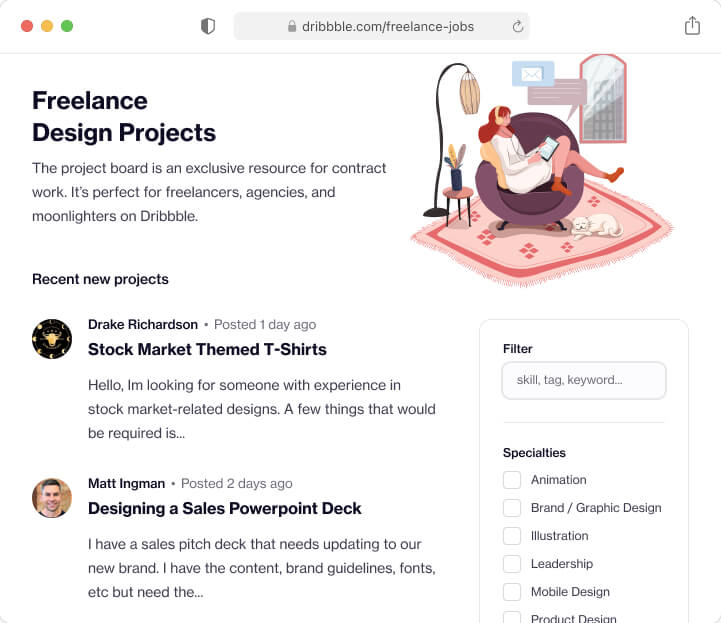 dribbble.com/freelance-jobs
Freelance
Design Projects
The project board is an exclusive resource for contract
work. It's perfect for freelancers, agencies, and
moonlighters on Dribbble.
Recent new projects
Drake Richardson • Posted 1 day ago
Stock Market Themed T-Shirts
Hello, Im looking for someone with experience in
stock market-related designs. A few things that would
be required is...
Matt Ingman • Posted 2 days ago
Designing a Sales Powerpoint Deck
I have a sales pitch deck that needs updating to our
new brand. I have the content, brand guidelines, fonts,
etc but need the...
Filter
skill, tag, keyword...
Specialties
Animation
Brand / Graphic Design
Illustration
Leadership
Mobile Design
Product Design